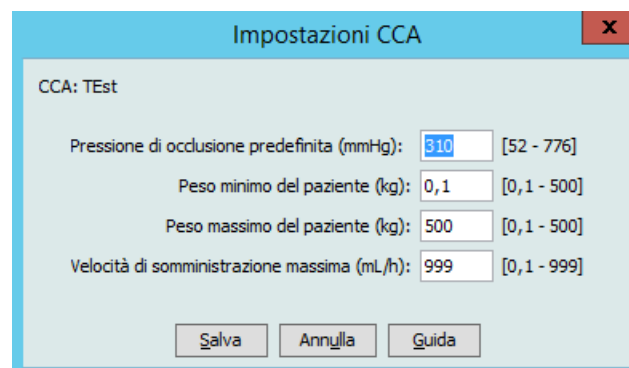 Impostazioni CCA
x
CCA: TEst
Pressione di occlusione predefinita (mmHg): 310 [52 - 776]
Peso minimo del paziente (kg): 0,1 [0,1 - 500]
Peso massimo del paziente (kg): 500 [0,1 - 500]
Velocità di somministrazione massima (mL/h): 999 [0,1 - 999]
Salva Annulla Guida